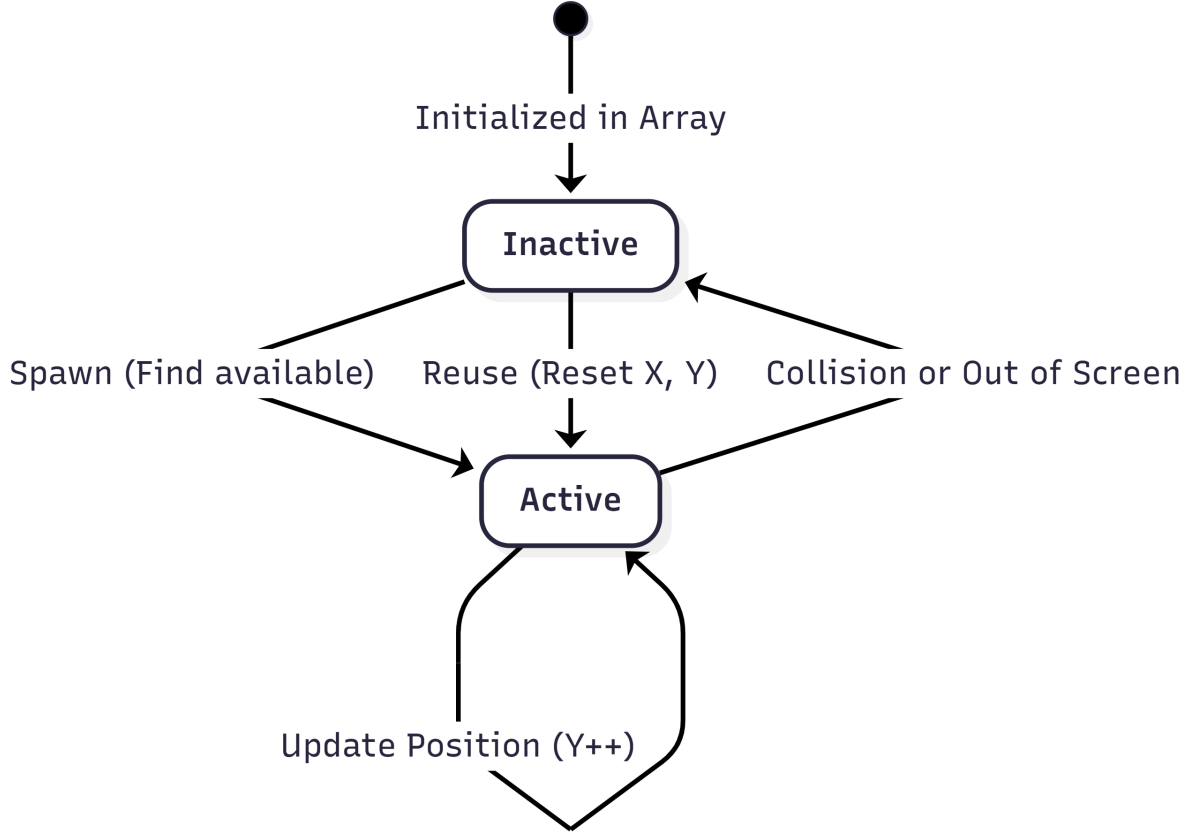 Initialized in Array
Inactive
Spawn (Find available)
Reuse (Reset X, Y)
Collision or Out of Screen
Active
Update Position (Y++)